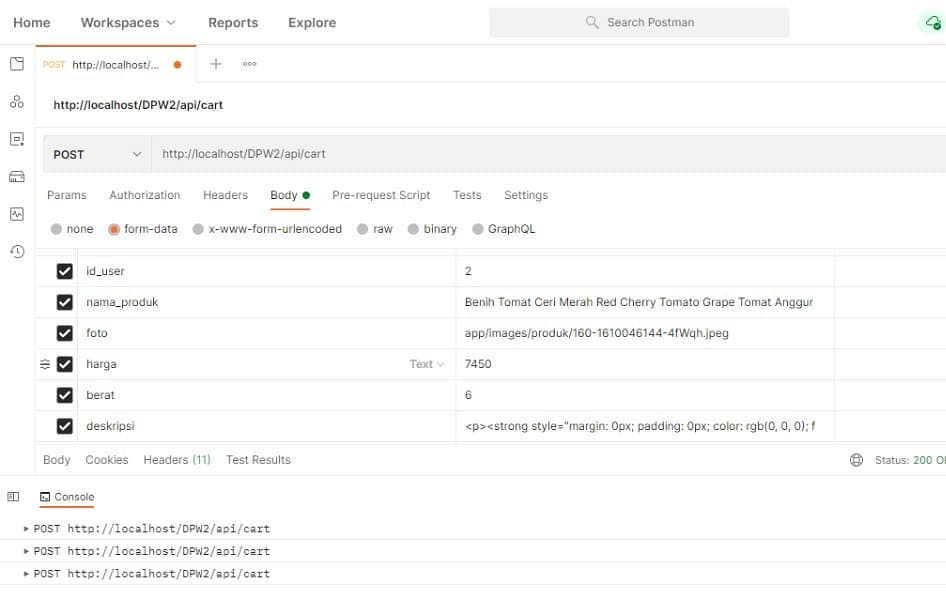 Home Workspaces Reports Explore Search Postman
POST http://localhost/...
http://localhost/DPW2/api/cart
POST http://localhost/DPW2/api/cart
Params Authorization Headers Body Pre-request Script Tests Settings
none form-data x-www-form-urlencoded raw binary GraphQL
id_user 2
nama_produk Benih Tomat Ceri Merah Red Cherry Tomato Grape Tomat Anggur
foto app/images/produk/160-1610046144-4fWqh.jpeg
harga Text 7450
berat 6
deskripsi <p><strong style="margin: 0px; padding: 0px; color: rgb(0, 0, 0); f
Body Cookies Headers (11) Test Results Status: 200
Console
POST http://localhost/DPW2/api/cart
POST http://localhost/DPW2/api/cart
POST http://localhost/DPW2/api/cart